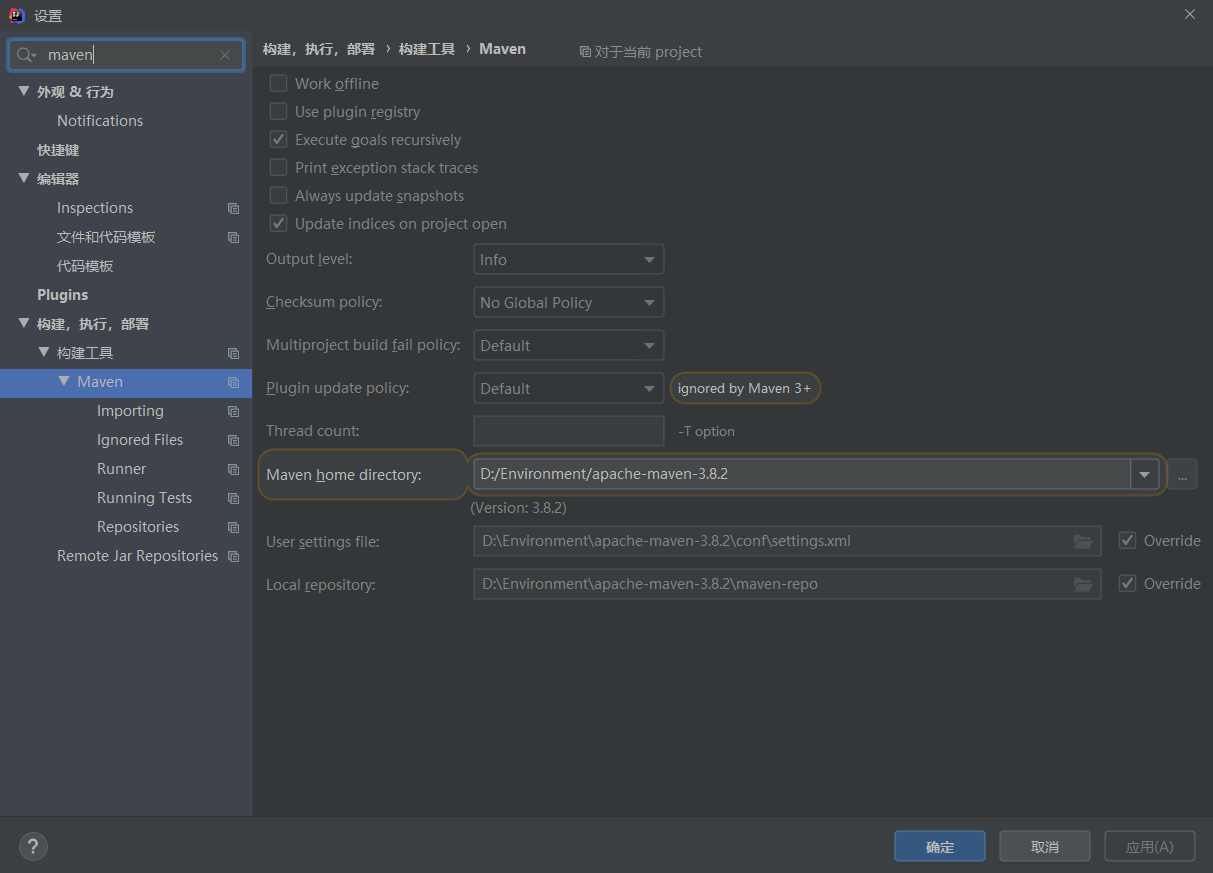 设置
maven
外观 & 行为
Notifications
快捷键
编辑器
Inspections
文件和代码模板
代码模板
Plugins
构建，执行，部署
构建工具
Maven
Importing
Ignored Files
Runner
Running Tests
Repositories
Remote Jar Repositories
构建，执行，部署 › 构建工具 › Maven 对于当前 project
Work offline
Use plugin registry
Execute goals recursively
Print exception stack traces
Always update snapshots
Update indices on project open
Output level: Info
Checksum policy: No Global Policy
Multiproject build fail policy: Default
Plugin update policy: Default ignored by Maven 3+
Thread count: -T option
Maven home directory: D:/Environment/apache-maven-3.8.2 ...
(Version: 3.8.2)
User settings file: D:\Environment\apache-maven-3.8.2\conf\settings.xml Override
Local repository: D:\Environment\apache-maven-3.8.2\maven-repo Override
? 确定 取消 应用(A)